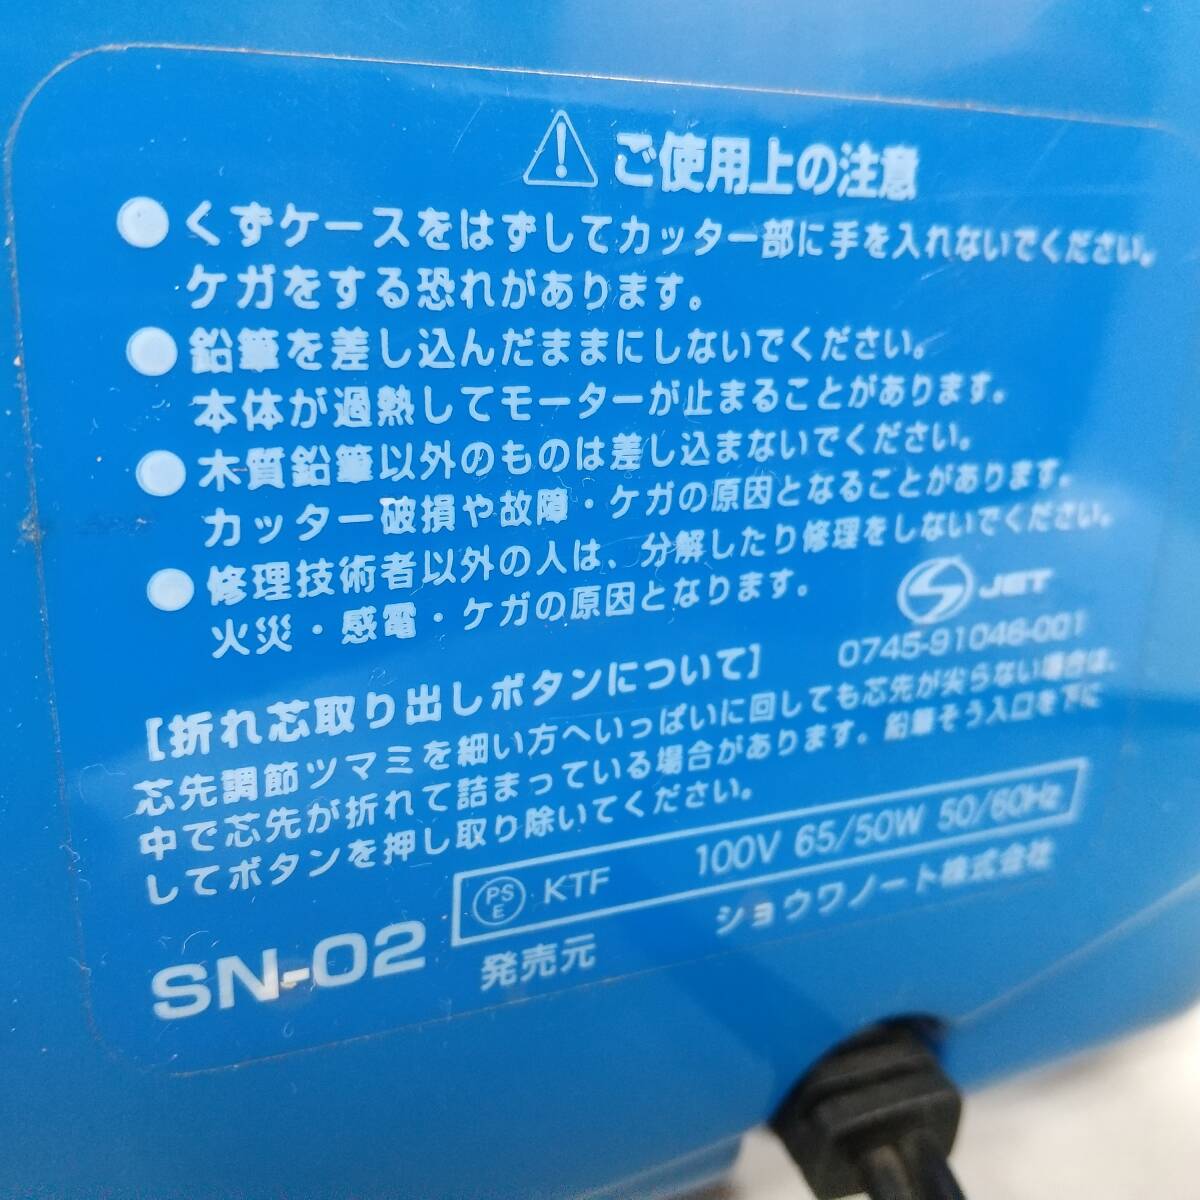 ご使用上の注意
●くずケースをはずしてカッター部に手を入れないでください。
ケガをする恐れがあります。
●鉛筆を差し込んだままにしないでください。
本体が過熱してモーターが止まることがあります。
●木質鉛筆以外のものは差し込まないでください。
カッター破損や故障・ケガの原因となることがあります。
●修理技術者以外の人は、分解したり修理をしないでください。
火災・感電・ケガの原因となります。
JET
0745-91046-001
【折れ芯取り出しボタンについて】
芯先調節ツマミを細い方へいっぱいに回しても芯先が尖らない場合は、
中で芯先が折れて詰まっている場合があります。鉛筆そう入口を下に
してボタンを押し取り除いてください。
PSE KTF 100V 65/50W 50/60Hz
SN-02 発売元 ショウワノート株式会社